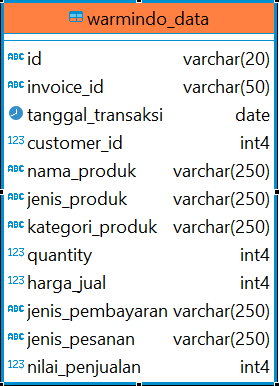 warmindo_data
ABC id varchar(20)
ABC invoice_id varchar(50)
tanggal_transaksi date
123 customer_id int4
ABC nama_produk varchar(250)
ABC jenis_produk varchar(250)
ABC kategori_produk varchar(250)
123 quantity int4
123 harga_jual int4
ABC jenis_pembayaran varchar(250)
ABC jenis_pesanan varchar(250)
123 nilai_penjualan int4